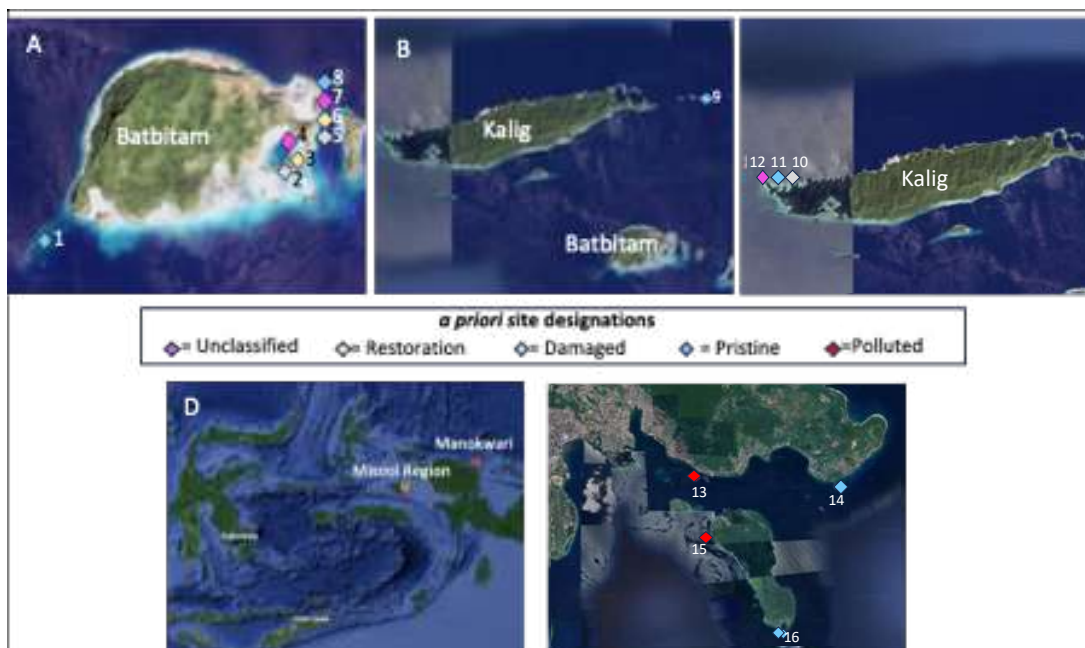 A
Batbitam
8
7
6
5
4
3
2
1
B
Kalig
9
Batbitam
12 11 10
Kalig
a priori site designations
= Unclassified = Restoration = Damaged = Pristine =Polluted
D
Manokwari
Misool Region
13
14
15
16